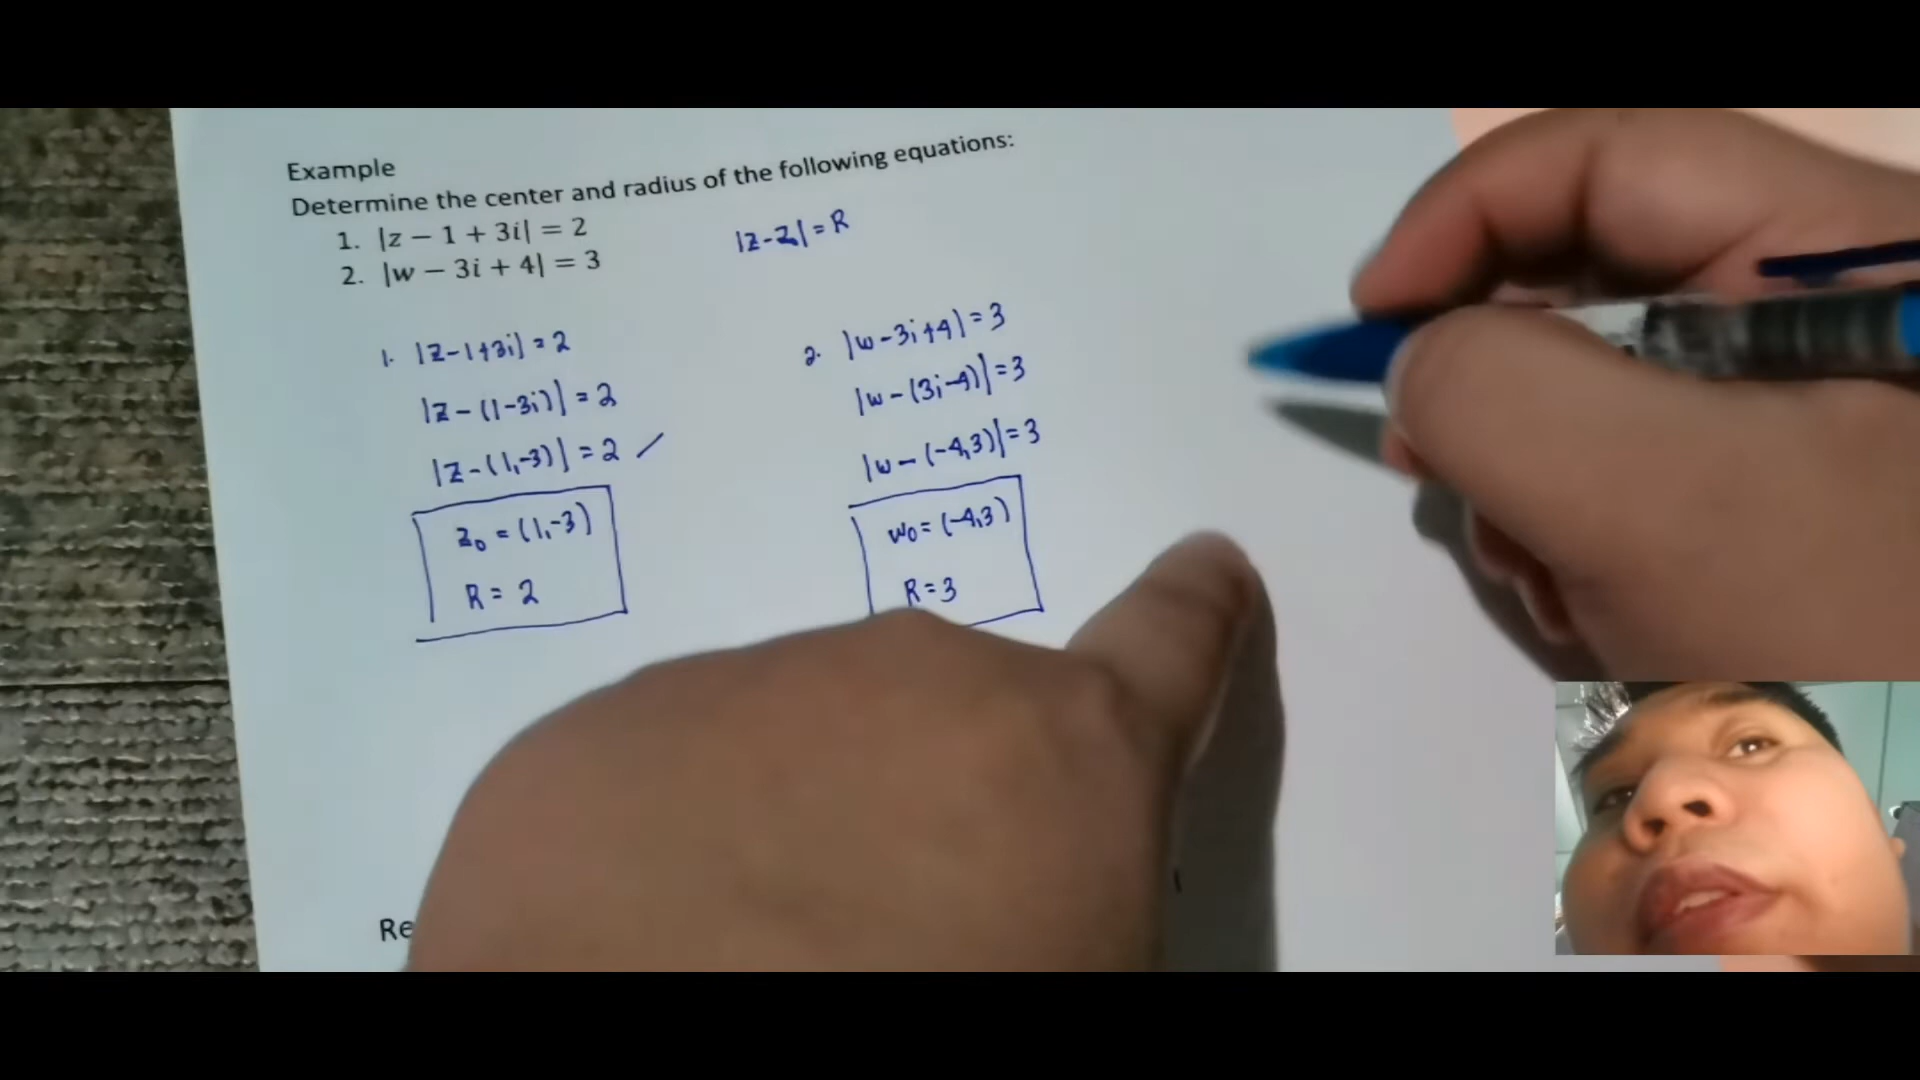 Example
Determine the center and radius of the following equations:
1. |z − 1 + 3i| = 2
2. |w − 3i + 4| = 3
|z-z₀|=R
1. |z-1+3i|=2
|z-(1-3i)|=2
|z-(1,-3)|=2
z₀=(1,-3)
R=2
2. |w-3i+4|=3
|w-(3i-4)|=3
|w-(-4,3)|=3
w₀=(-4,3)
R=3
Re